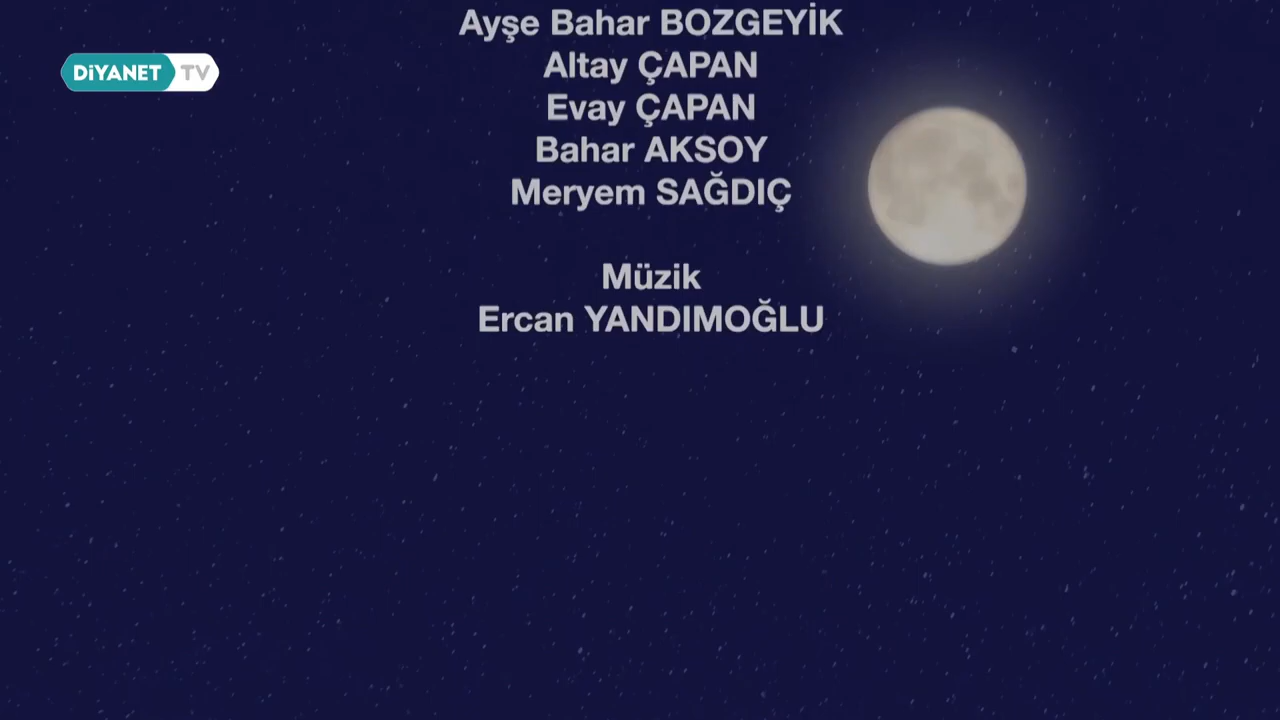 Ayşe Bahar BOZGEYİK
DİYANET TV
Altay ÇAPAN
Evay ÇAPAN
Bahar AKSOY
Meryem SAĞDIÇ
Müzik
Ercan YANDIMOĞLU